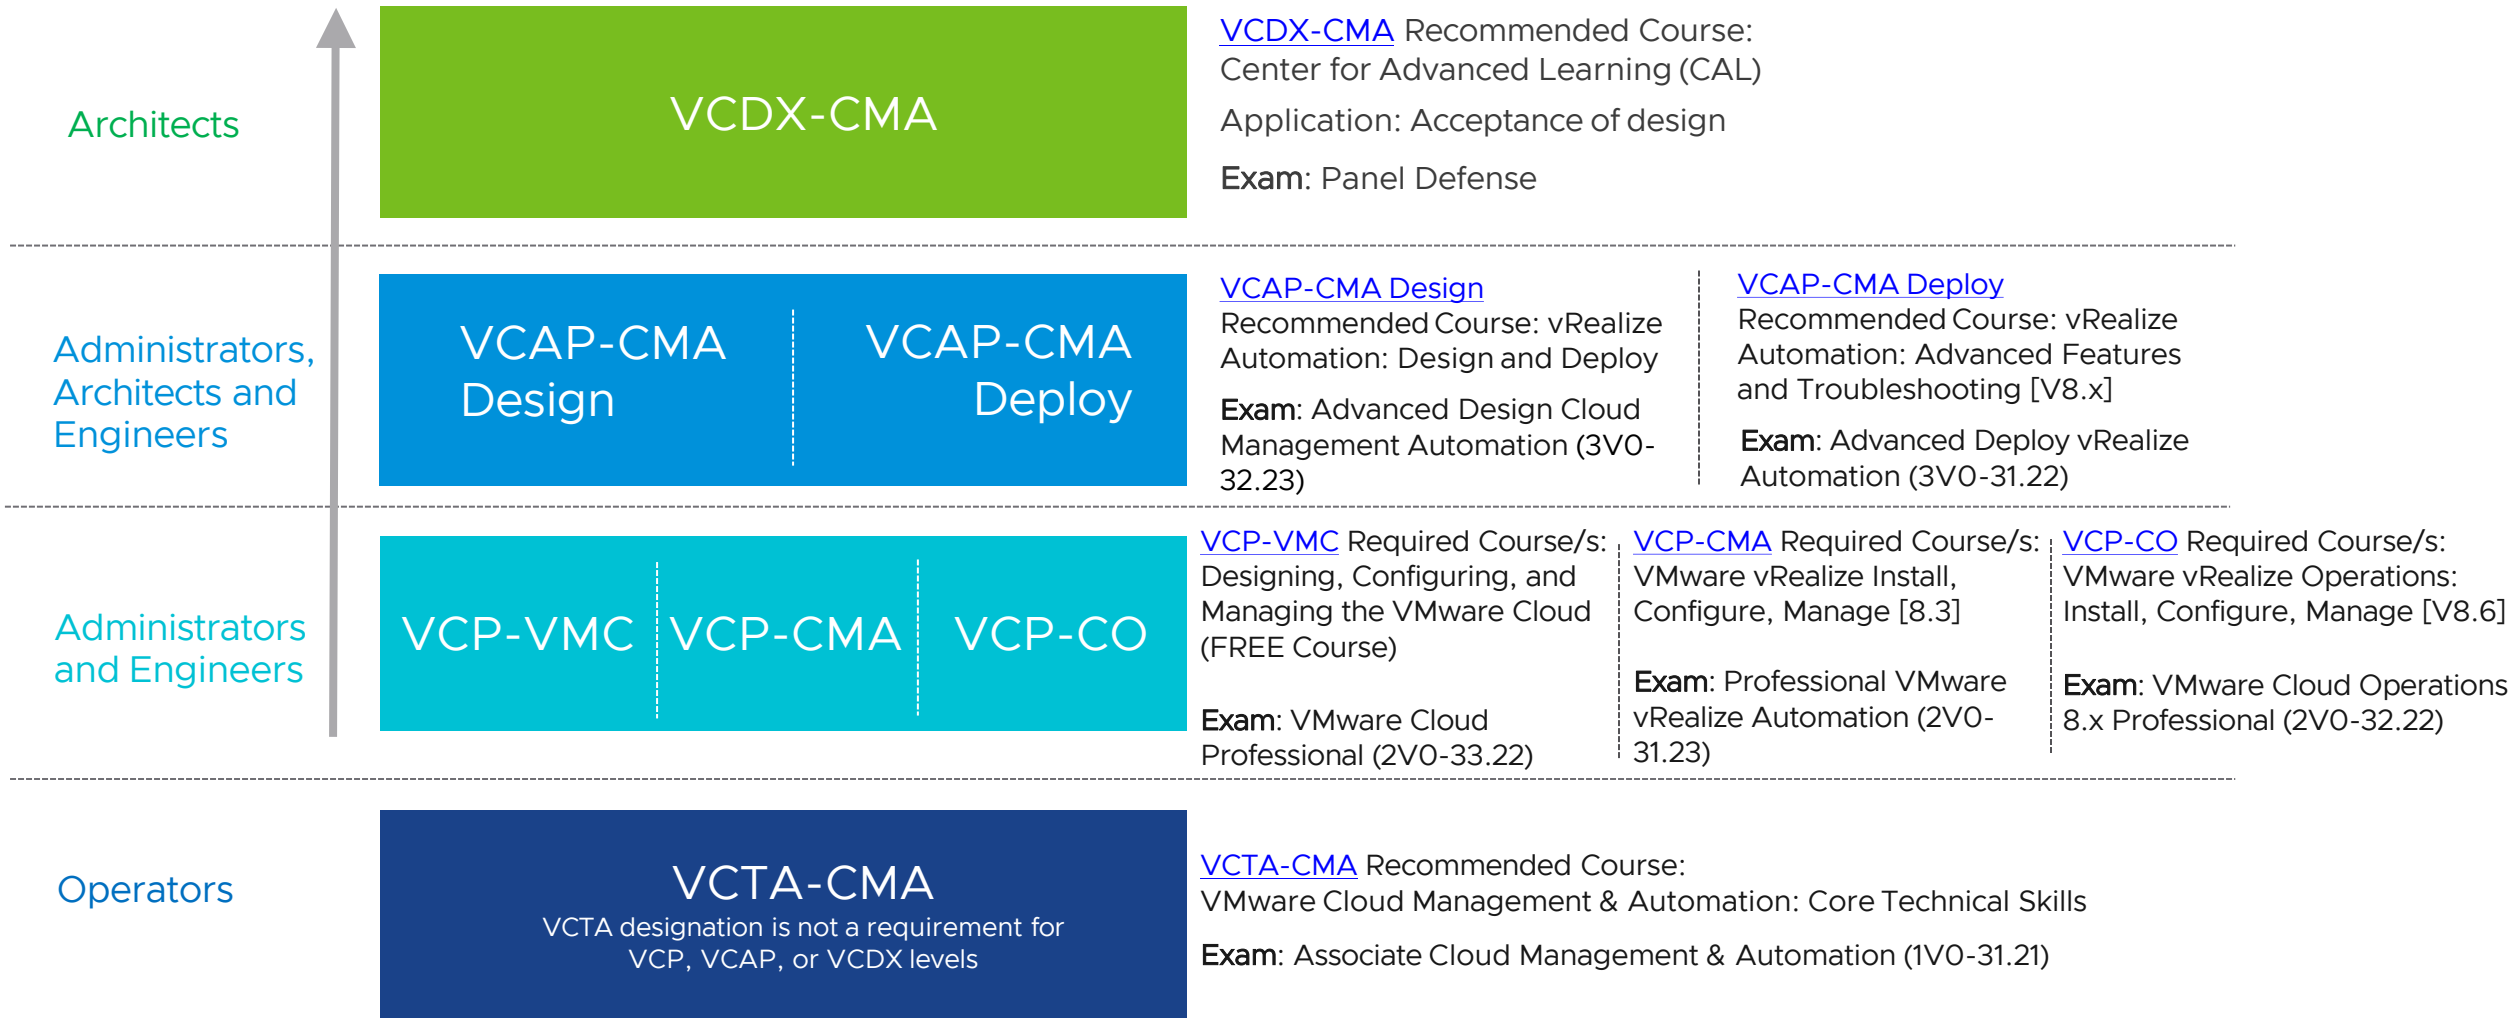 Architects
VCDX-CMA
VCDX-CMA Recommended Course:
Center for Advanced Learning (CAL)
Application: Acceptance of design
Exam: Panel Defense
Administrators,
Architects and
Engineers
VCAP-CMA
Design
VCAP-CMA
Deploy
VCAP-CMA Design
Recommended Course: vRealize
Automation: Design and Deploy
Exam: Advanced Design Cloud
Management Automation (3V0-
32.23)
VCAP-CMA Deploy
Recommended Course: vRealize
Automation: Advanced Features
and Troubleshooting [V8.x]
Exam: Advanced Deploy vRealize
Automation (3V0-31.22)
Administrators
and Engineers
VCP-VMC
VCP-CMA
VCP-CO
VCP-VMC Required Course/s:
Designing, Configuring, and
Managing the VMware Cloud
(FREE Course)
Exam: VMware Cloud
Professional (2V0-33.22)
VCP-CMA Required Course/s:
VMware vRealize Install,
Configure, Manage [8.3]
Exam: Professional VMware
vRealize Automation (2V0-
31.23)
VCP-CO Required Course/s:
VMware vRealize Operations:
Install, Configure, Manage [V8.6]
Exam: VMware Cloud Operations
8.x Professional (2V0-32.22)
Operators
VCTA-CMA
VCTA designation is not a requirement for
VCP, VCAP, or VCDX levels
VCTA-CMA Recommended Course:
VMware Cloud Management & Automation: Core Technical Skills
Exam: Associate Cloud Management & Automation (1V0-31.21)